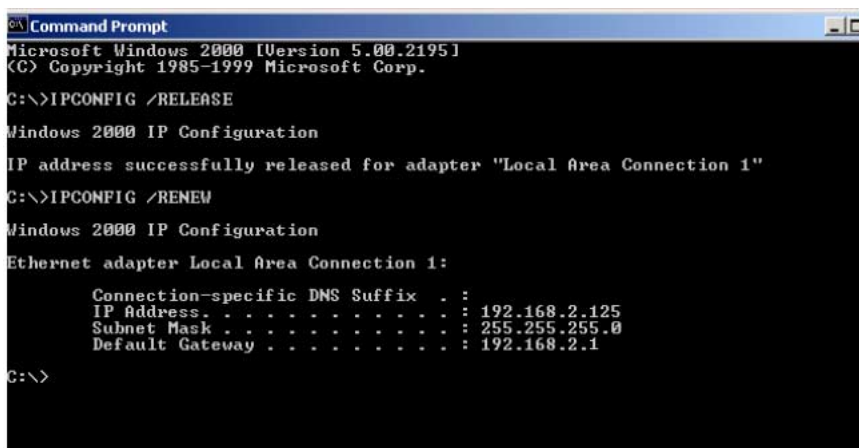 Command Prompt
Microsoft Windows 2000 [Version 5.00.2195]
(C) Copyright 1985-1999 Microsoft Corp.
C:\>IPCONFIG /RELEASE
Windows 2000 IP Configuration
IP address successfully released for adapter "Local Area Connection 1"
C:\>IPCONFIG /RENEW
Windows 2000 IP Configuration
Ethernet adapter Local Area Connection 1:
Connection-specific DNS Suffix . :
IP Address. . . . . . . . . . . . : 192.168.2.125
Subnet Mask . . . . . . . . . . . : 255.255.255.0
Default Gateway . . . . . . . . . : 192.168.2.1
C:\>